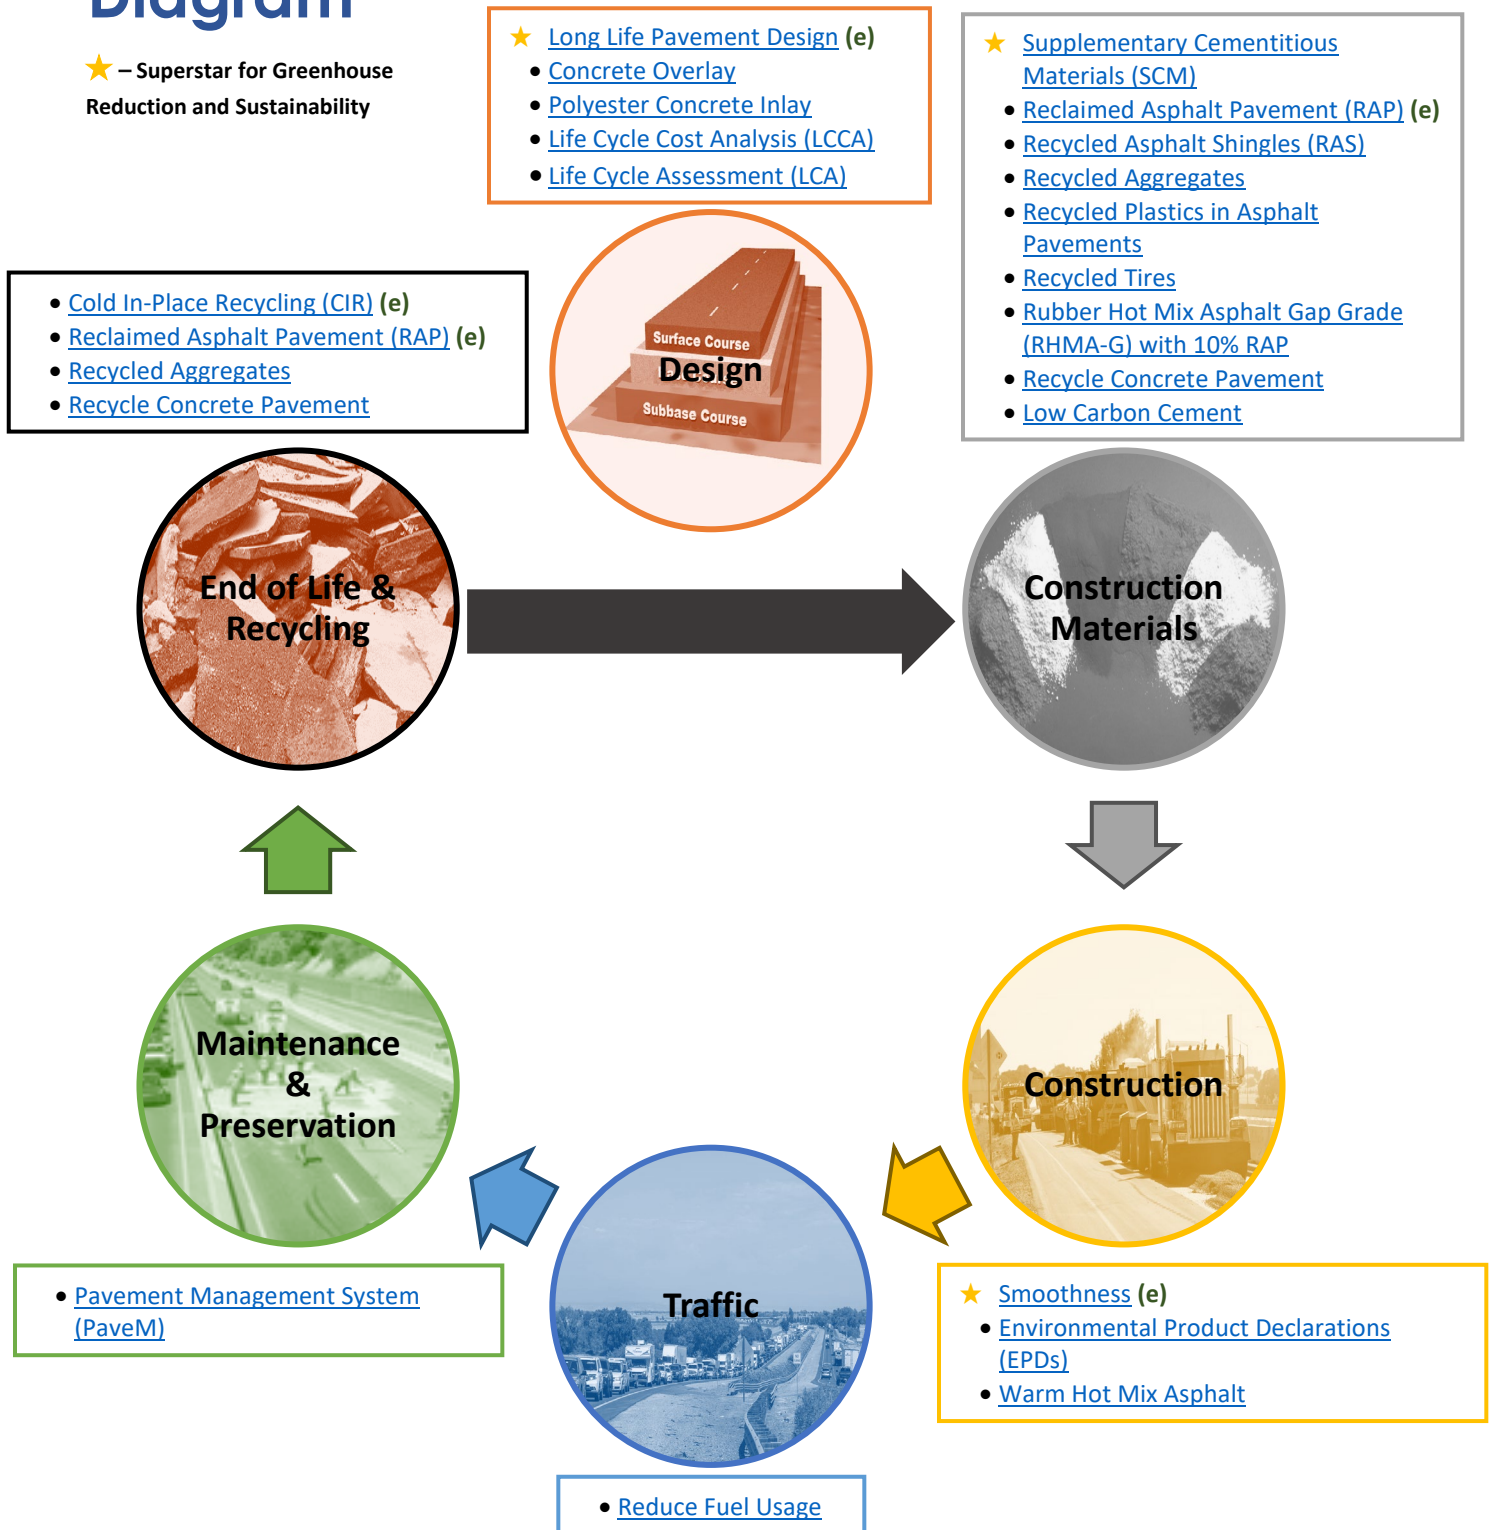 Diagram
– Superstar for Greenhouse
Reduction and Sustainability
Long Life Pavement Design (e)
• Concrete Overlay
• Polyester Concrete Inlay
• Life Cycle Cost Analysis (LCCA)
• Life Cycle Assessment (LCA)
Supplementary Cementitious
Materials (SCM)
• Reclaimed Asphalt Pavement (RAP) (e)
• Recycled Asphalt Shingles (RAS)
• Recycled Aggregates
• Recycled Plastics in Asphalt
Pavements
• Recycled Tires
• Rubber Hot Mix Asphalt Gap Grade
(RHMA-G) with 10% RAP
• Recycle Concrete Pavement
• Low Carbon Cement
• Cold In-Place Recycling (CIR) (e)
• Reclaimed Asphalt Pavement (RAP) (e)
• Recycled Aggregates
• Recycle Concrete Pavement
Surface Course
Design
Subbase Course
End of Life &
Recycling
Construction
Materials
Maintenance
&
Preservation
Construction
Traffic
• Pavement Management System
(PaveM)
Smoothness (e)
• Environmental Product Declarations
(EPDs)
• Warm Hot Mix Asphalt
• Reduce Fuel Usage